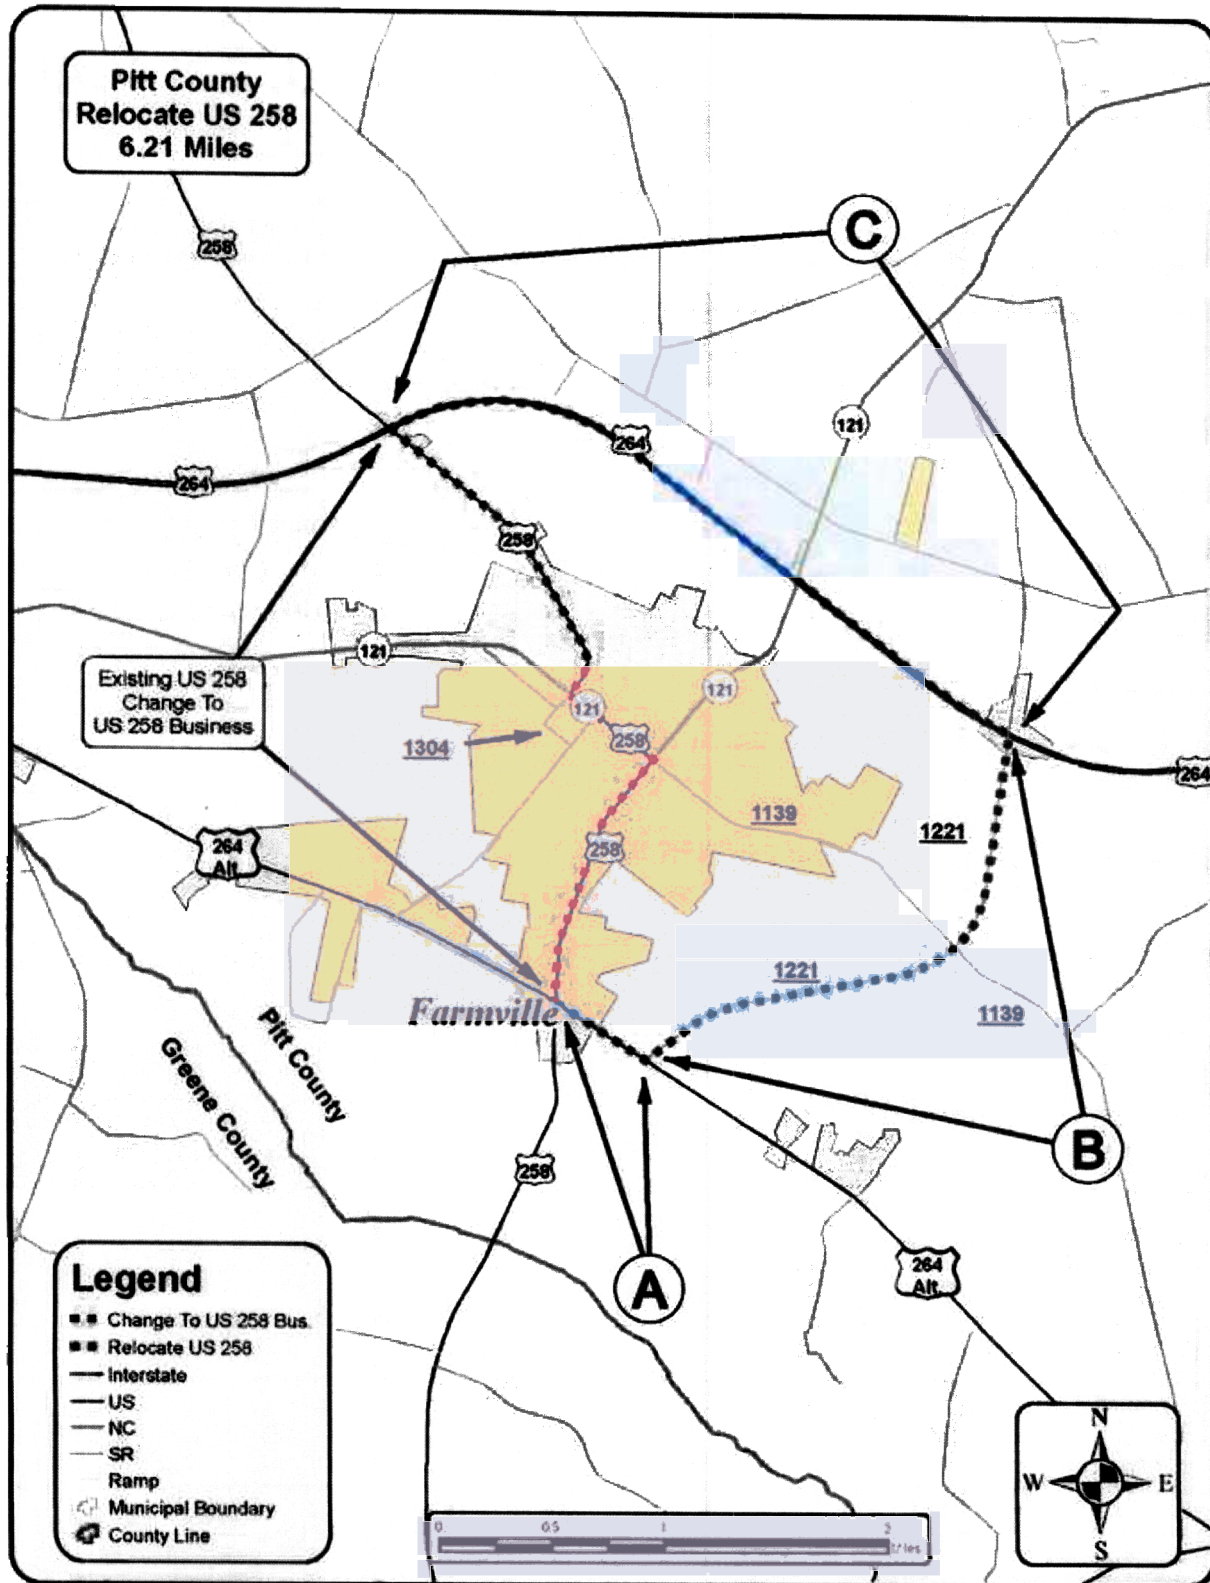 Pitt County
Relocate US 258
6.21 Miles
258
C
264
264
121
258
121
Existing US 258
Change To
US 258 Business
121
121
258
1304
264
1139
1221
264
Alt
258
1221
1139
Farmville
Pitt County
Greene County
B
258
A
264
Alt
Legend
Change To US 258 Bus.
Relocate US 258
Interstate
US
NC
SR
Ramp
Municipal Boundary
County Line
0 0.5 1 2
Miles
N
W E
S